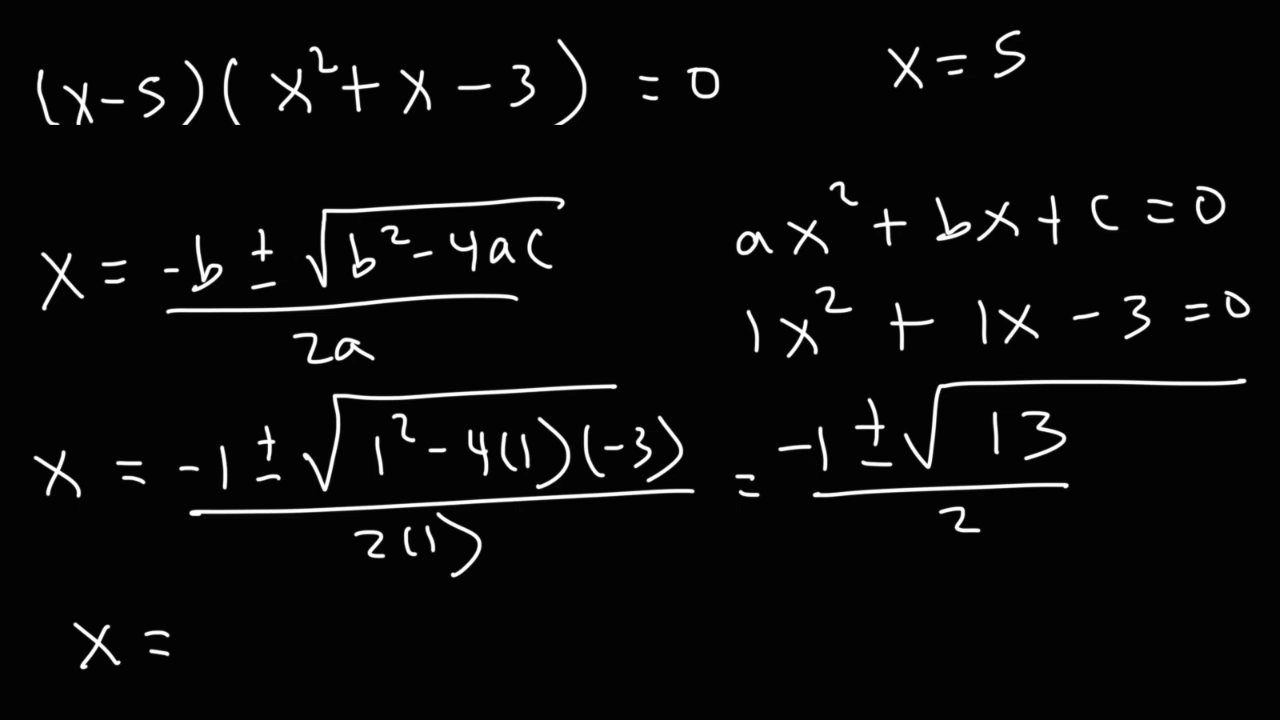 (x-5)(x²+x-3) = 0
x = 5
x = (-b ± √(b²-4ac))/(2a)
ax² + bx + c = 0
1x² + 1x - 3 = 0
x = (-1 ± √(1²-4(1)(-3)))/(2(1)) = (-1 ± √13)/2
x =